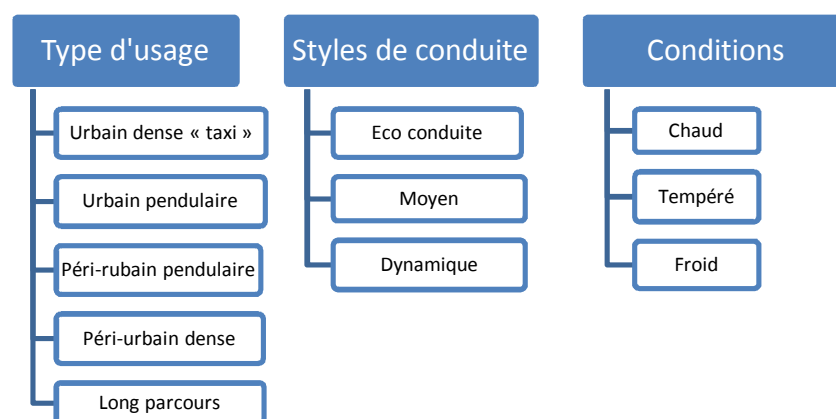 Type d'usage
Urbain dense « taxi »
Urbain pendulaire
Péri-rubain pendulaire
Péri-urbain dense
Long parcours
Styles de conduite
Eco conduite
Moyen
Dynamique
Conditions
Chaud
Tempéré
Froid